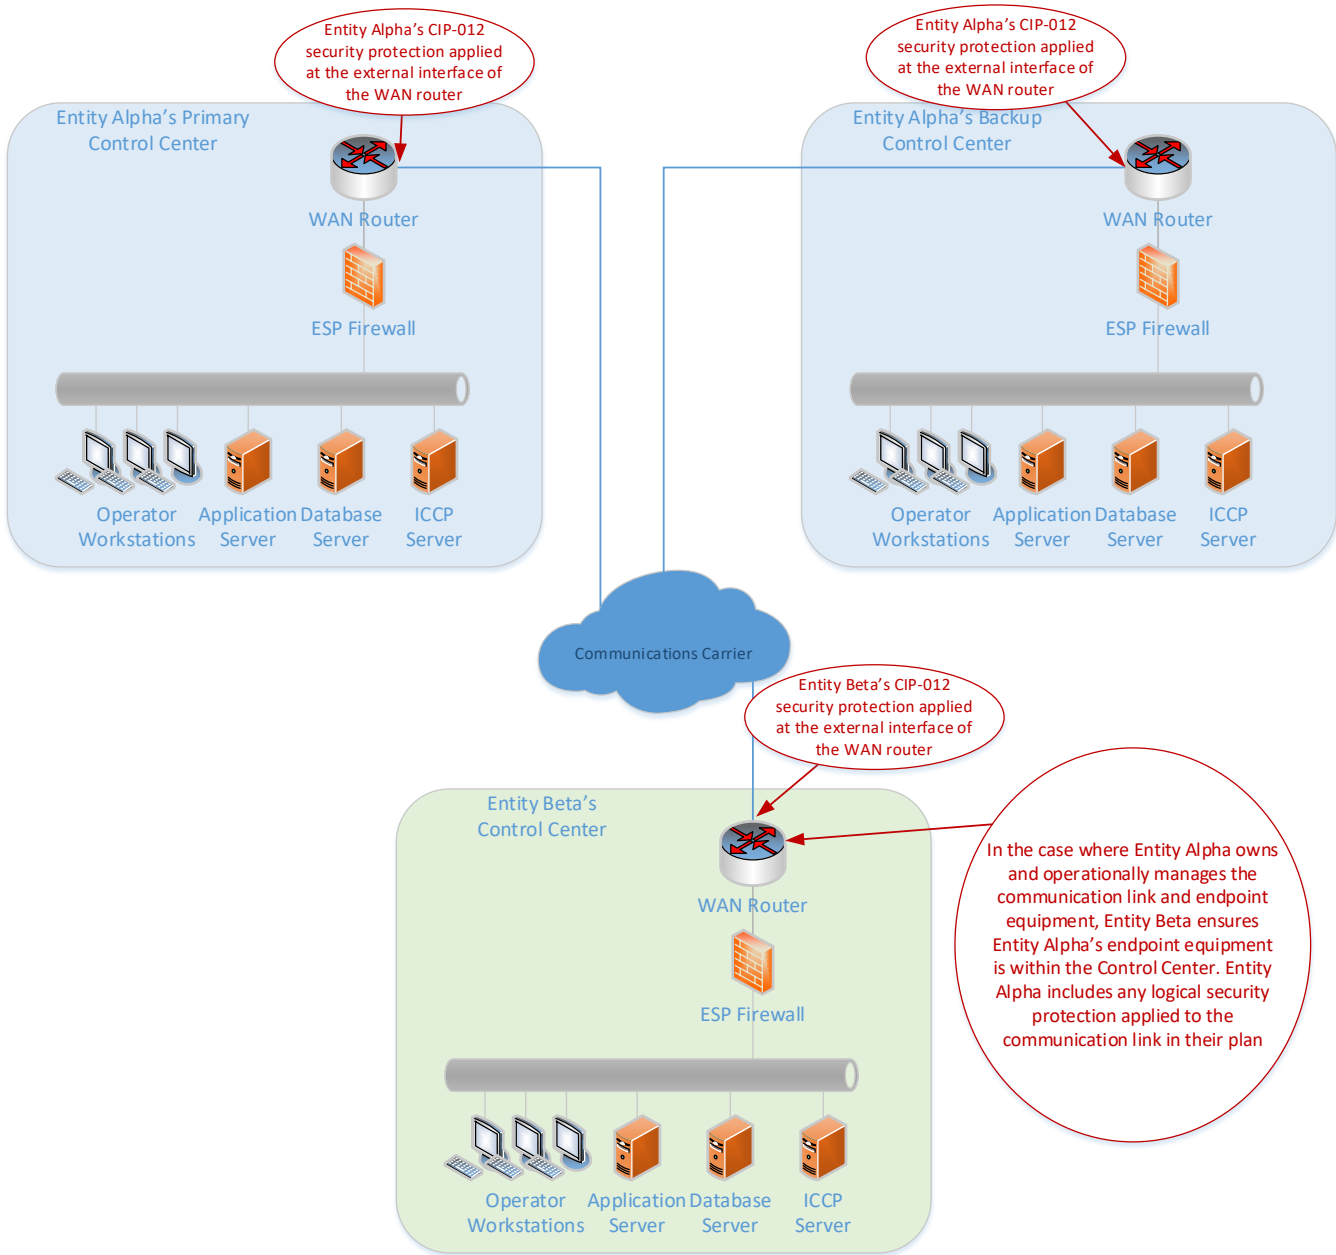 Entity Alpha's CIP-012
security protection applied
at the external interface of
the WAN router
Entity Alpha's CIP-012
security protection applied
at the external interface of
the WAN router
Entity Alpha's Primary
Control Center
WAN Router
ESP Firewall
Operator
Workstations
Application
Server
Database
Server
ICCP
Server
Entity Alpha's Backup
Control Center
WAN Router
ESP Firewall
Operator
Workstations
Application
Server
Database
Server
ICCP
Server
Communications Carrier
Entity Beta's CIP-012
security protection applied
at the external interface of
the WAN router
Entity Beta's
Control Center
WAN Router
ESP Firewall
Operator
Workstations
Application
Server
Database
Server
ICCP
Server
In the case where Entity Alpha owns
and operationally manages the
communication link and endpoint
equipment, Entity Beta ensures
Entity Alpha's endpoint equipment
is within the Control Center. Entity
Alpha includes any logical security
protection applied to the
communication link in their plan